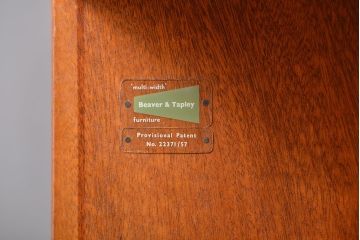 'multi-width'
Beaver & Tapley
furniture
Provisional Patent
No. 22371/57